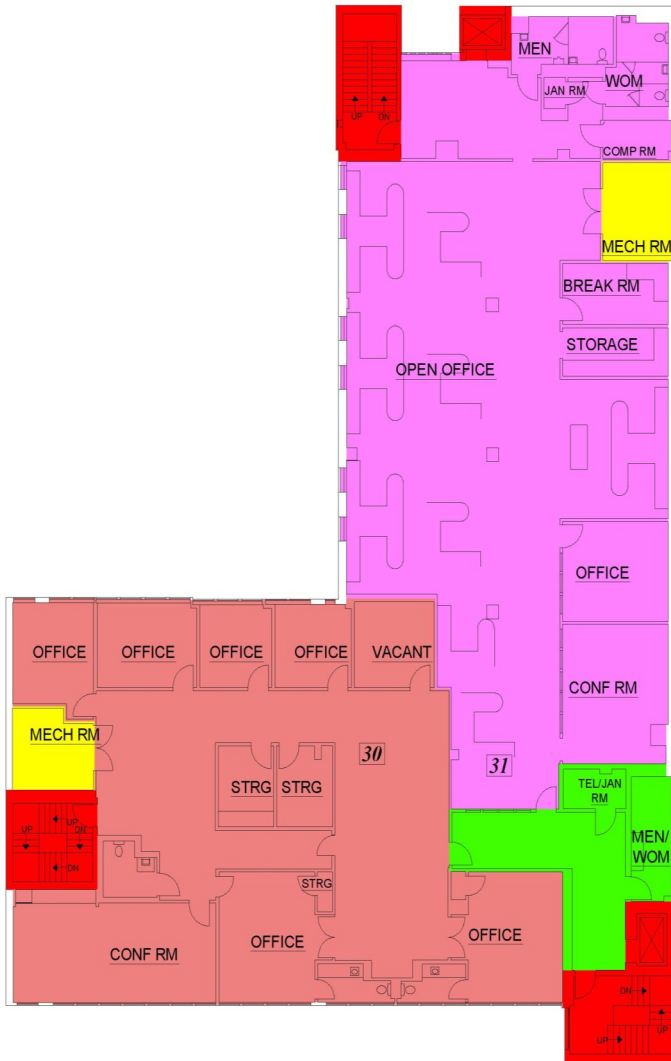 MEN
WOM
JAN RM
UP
DN
COMP RM
MECH RM
BREAK RM
STORAGE
OPEN OFFICE
OFFICE
CONF RM
OFFICE
OFFICE
OFFICE
OFFICE
VACANT
MECH RM
30
31
STRG
STRG
TEL/JAN
RM
UP
UP
DN
DN
MEN/
WOM
STRG
OFFICE
OFFICE
CONF RM
DN
UP
UP